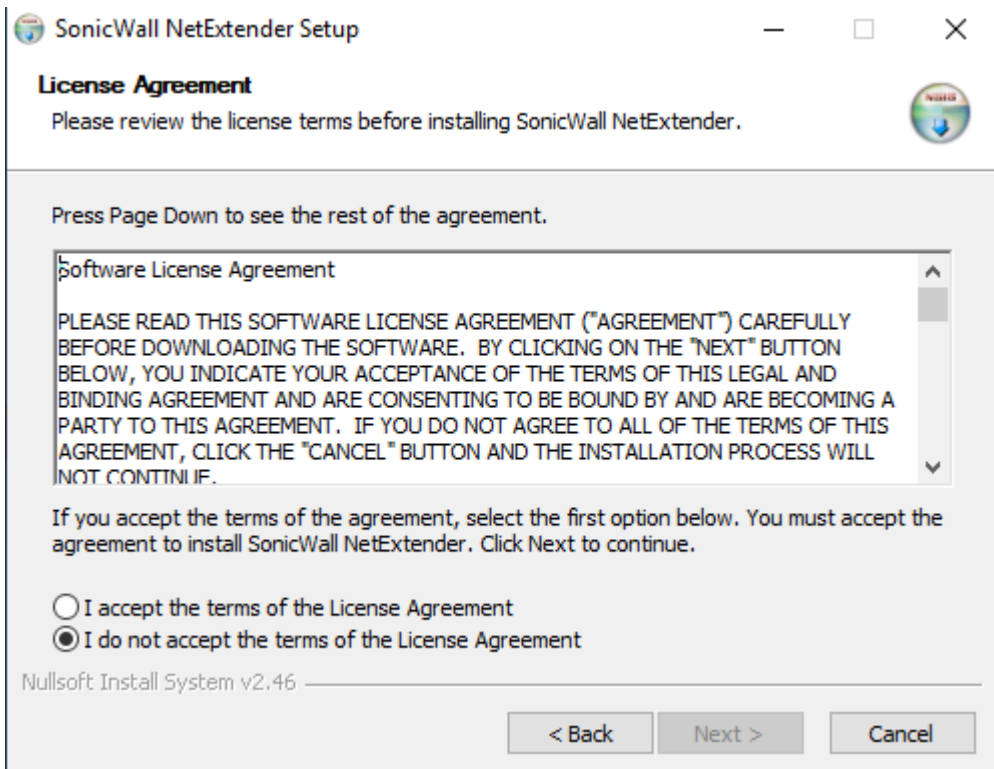 SonicWall NetExtender Setup
License Agreement
Please review the license terms before installing SonicWall NetExtender.
Press Page Down to see the rest of the agreement.
Software License Agreement
PLEASE READ THIS SOFTWARE LICENSE AGREEMENT ("AGREEMENT") CAREFULLY
BEFORE DOWNLOADING THE SOFTWARE.  BY CLICKING ON THE "NEXT" BUTTON
BELOW, YOU INDICATE YOUR ACCEPTANCE OF THE TERMS OF THIS LEGAL AND
BINDING AGREEMENT AND ARE CONSENTING TO BE BOUND BY AND ARE BECOMING A
PARTY TO THIS AGREEMENT.  IF YOU DO NOT AGREE TO ALL OF THE TERMS OF THIS
AGREEMENT, CLICK THE "CANCEL" BUTTON AND THE INSTALLATION PROCESS WILL
NOT CONTINUE.
If you accept the terms of the agreement, select the first option below. You must accept the
agreement to install SonicWall NetExtender. Click Next to continue.
I accept the terms of the License Agreement
I do not accept the terms of the License Agreement
Nullsoft Install System v2.46
< Back Next > Cancel